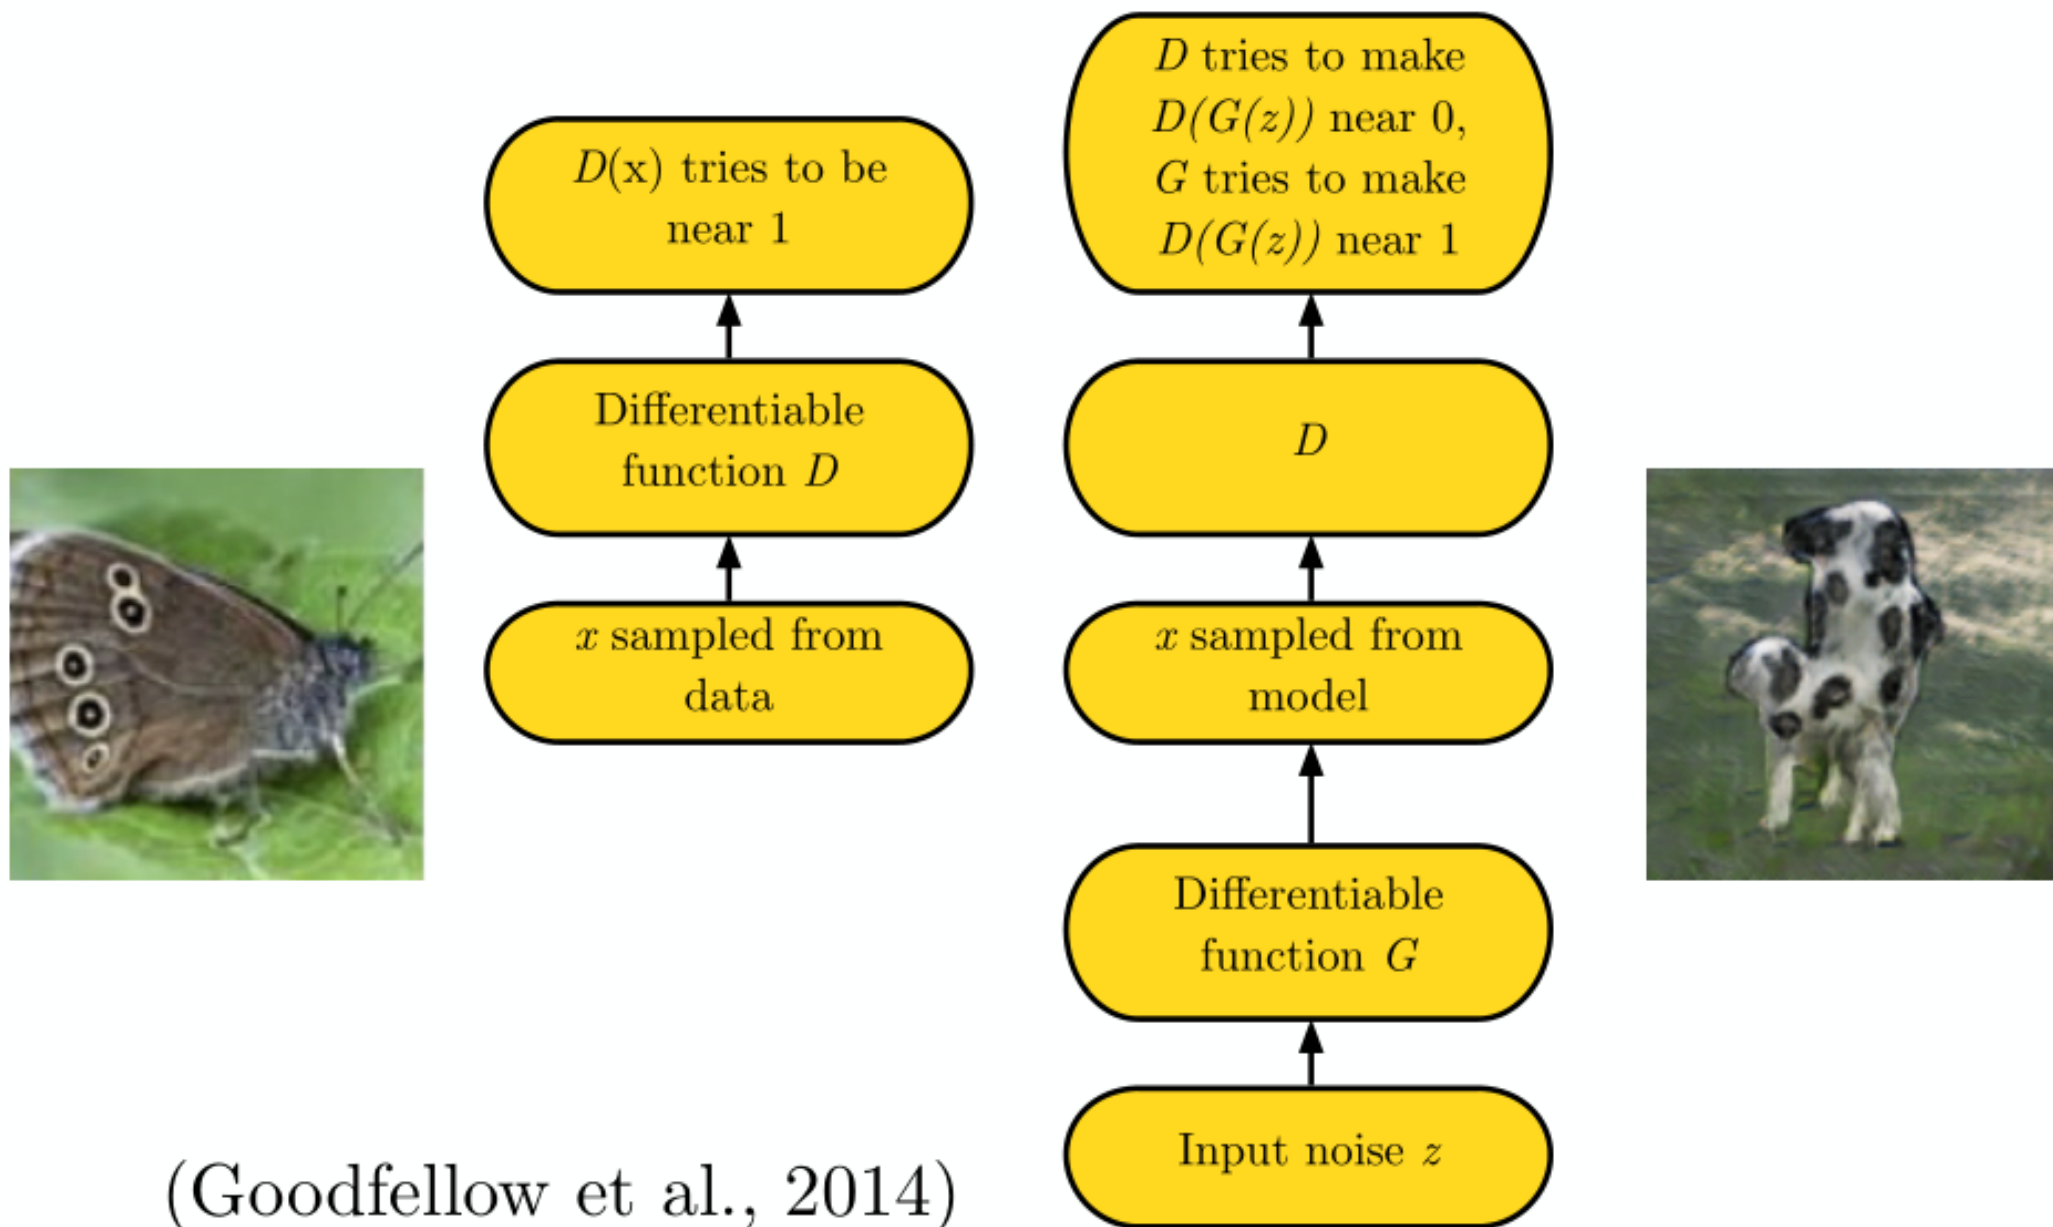 D(x) tries to be
near 1
Differentiable
function D
x sampled from
data
D tries to make
D(G(z)) near 0,
G tries to make
D(G(z)) near 1
D
x sampled from
model
Differentiable
function G
Input noise z
(Goodfellow et al., 2014)